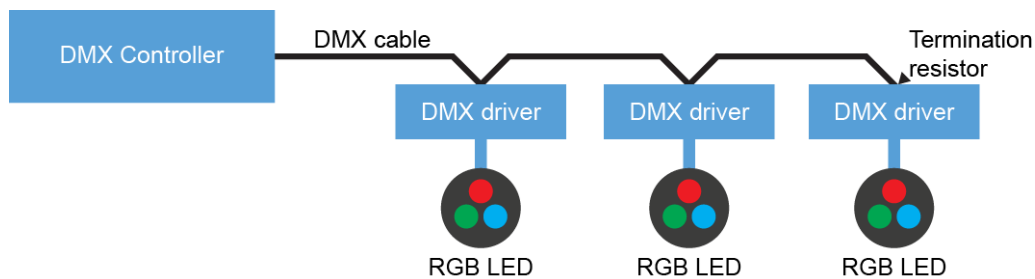 DMX Controller
DMX cable
Termination
resistor
DMX driver
DMX driver
DMX driver
RGB LED
RGB LED
RGB LED